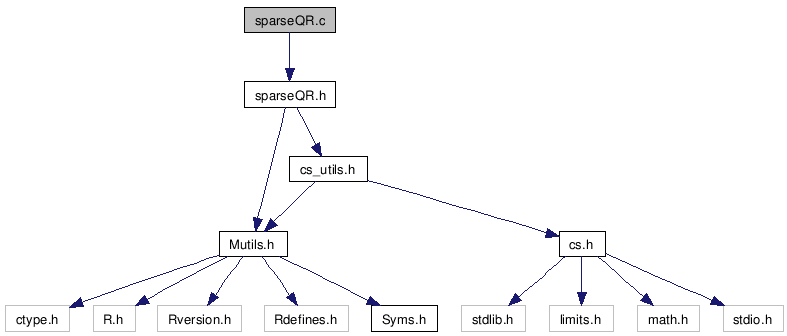 sparseQR.c
sparseQR.h
cs_utils.h
Mutils.h
cs.h
ctype.h
R.h
Rversion.h
Rdefines.h
Syms.h
stdlib.h
limits.h
math.h
stdio.h